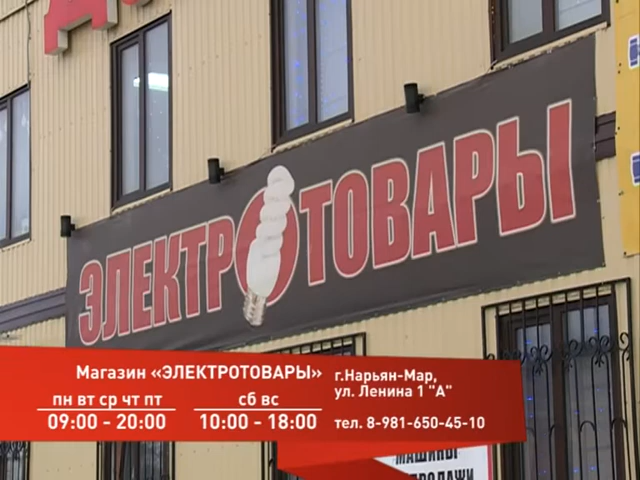 ЭЛЕКТРОТОВАРЫ
Магазин «ЭЛЕКТРОТОВАРЫ»
пн вт ср чт пт
09:00 - 20:00
сб вс
10:00 - 18:00
г.Нарьян-Мар,
ул. Ленина 1 "А"
тел. 8-981-650-45-10
МАШИНЫ